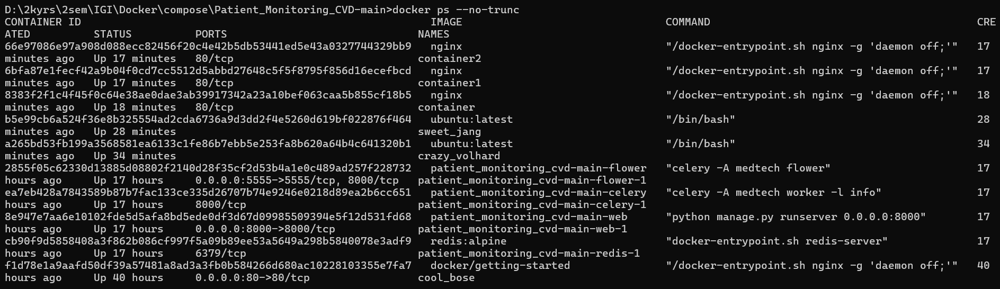 D:\2kyrs\2sem\IGI\Docker\compose\Patient_Monitoring_CVD-main>docker ps --no-trunc
CONTAINER ID                                                       IMAGE                                COMMAND                                          CRE
ATED          STATUS          PORTS                              NAMES
66e97086e97a908d088ecc82456f20c4e42b5db53441ed5e43a0327744329bb9   nginx                                "/docker-entrypoint.sh nginx -g 'daemon off;'"   17
minutes ago   Up 17 minutes   80/tcp                             container2
6bfa87e1fecf42a9b04f0cd7cc5512d5abbd27648c5f5f8795f856d16ecefbcd   nginx                                "/docker-entrypoint.sh nginx -g 'daemon off;'"   17
minutes ago   Up 17 minutes   80/tcp                             container1
8383f2f1c4f45f0c64e38ae0dae3ab39917342a23a10bef063caa5b855cf18b5   nginx                                "/docker-entrypoint.sh nginx -g 'daemon off;'"   18
minutes ago   Up 18 minutes   80/tcp                             container
b5e99cb6a524f36e8b325554ad2cda6736a9d3dd2f4e5260d619bf022876f464   ubuntu:latest                        "/bin/bash"                                      28
minutes ago   Up 28 minutes                                      sweet_jang
a265bd53fb199a3568581ea6133c1fe86b7ebb5e253fa8b620a64b4c641320b1   ubuntu:latest                        "/bin/bash"                                      34
minutes ago   Up 34 minutes                                      crazy_volhard
2855f05c62330d13885d08802f2140d28f35cf2d53b4a1e0c489ad257f228732   patient_monitoring_cvd-main-flower   "celery -A medtech flower"                       17
hours ago     Up 17 hours     0.0.0.0:5555->5555/tcp, 8000/tcp   patient_monitoring_cvd-main-flower-1
ea7eb428a7843589b87b7fac133ce335d26707b74e9246e0218d89ea2b6cc651   patient_monitoring_cvd-main-celery   "celery -A medtech worker -l info"               17
hours ago     Up 17 hours     8000/tcp                           patient_monitoring_cvd-main-celery-1
8e947e7aa6e10102fde5d5afa8bd5ede0df3d67d09985509394e5f12d531fd68   patient_monitoring_cvd-main-web      "python manage.py runserver 0.0.0.0:8000"        17
hours ago     Up 17 hours     0.0.0.0:8000->8000/tcp             patient_monitoring_cvd-main-web-1
cb90f9d5858408a3f862b086cf997f5a09b89ee53a5649a298b5840078e3adf9   redis:alpine                         "docker-entrypoint.sh redis-server"              17
hours ago     Up 17 hours     6379/tcp                           patient_monitoring_cvd-main-redis-1
f1d78e1a9aafd50df39a57481a8ad3a3fb0b584266d680ac10228103355e7fa7   docker/getting-started               "/docker-entrypoint.sh nginx -g 'daemon off;'"   40
hours ago     Up 40 hours     0.0.0.0:80->80/tcp                 cool_bose